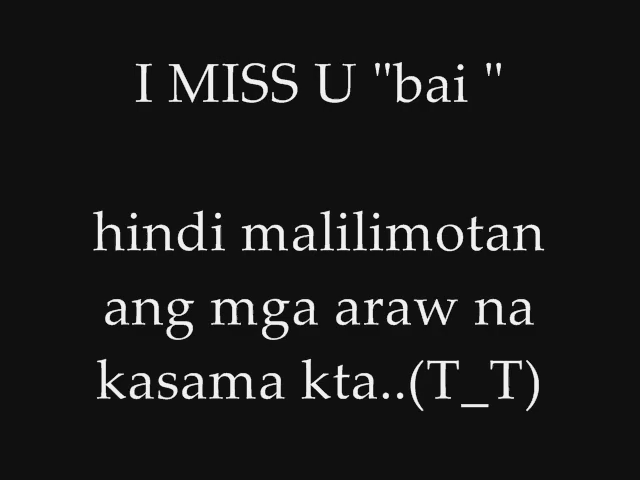 I MISS U "bai "
hindi malilimotan
ang mga araw na
kasama kta..(T_T)